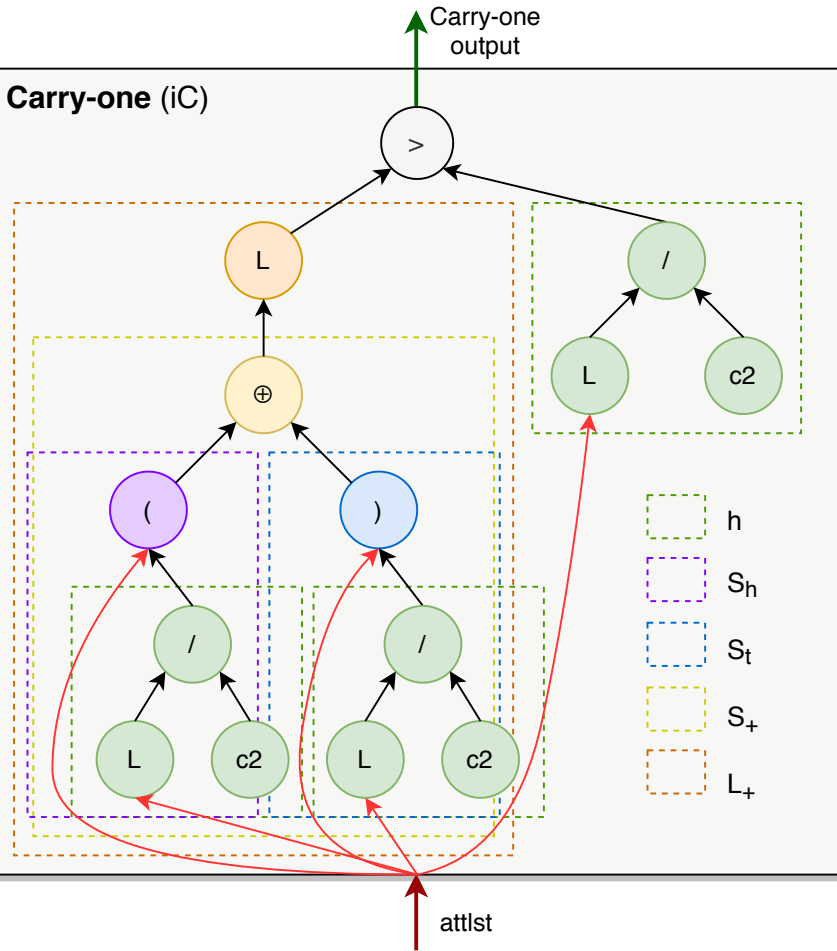 Carry-one
output
Carry-one (iC)
>
L
/
⊕
L
c2
(
)
h
Sh
/
/
St
S+
L
c2
L
c2
L+
attlst